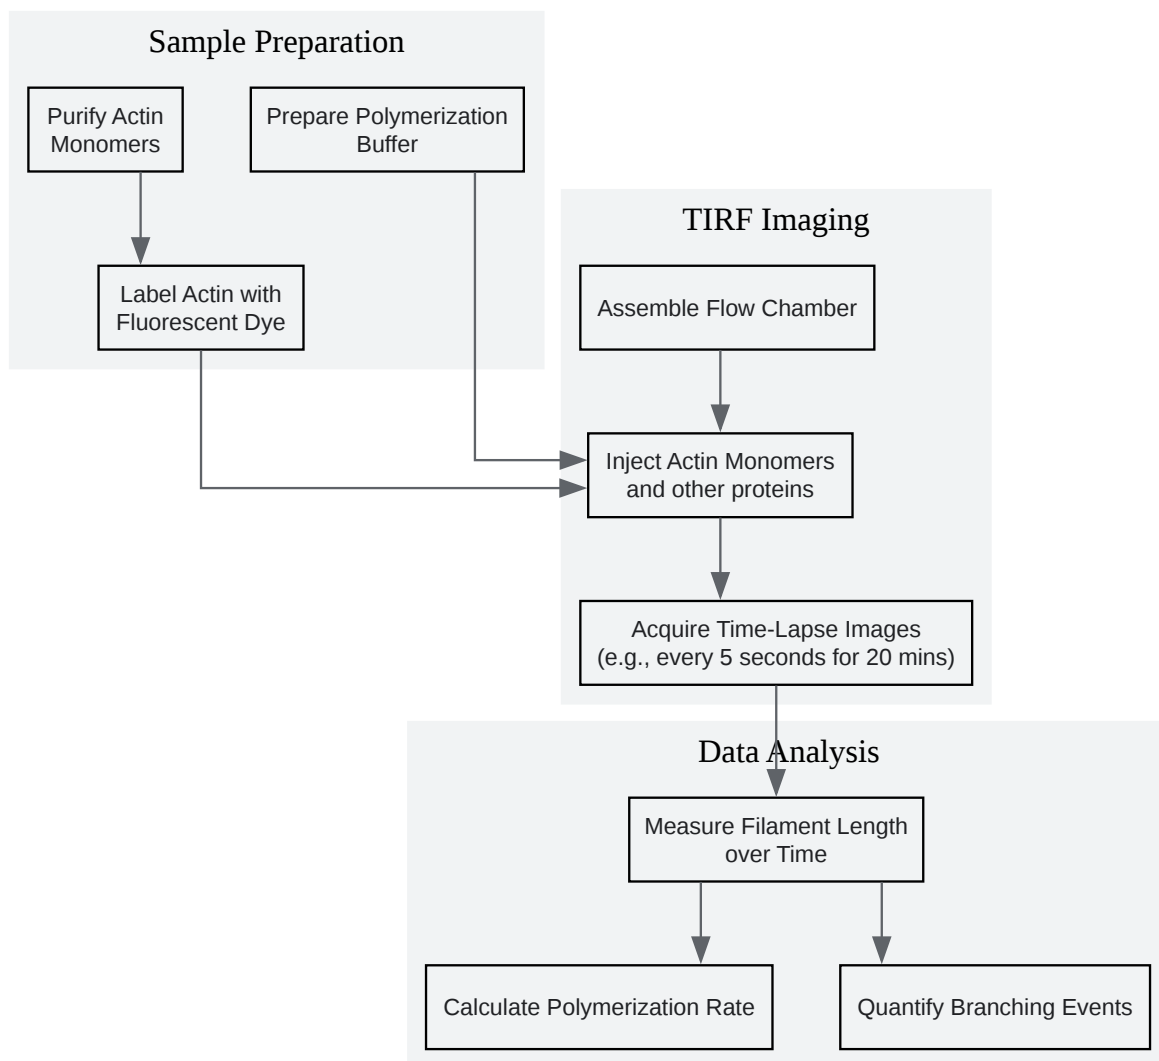 Sample Preparation
Purify Actin
Monomers
Prepare Polymerization
Buffer
Label Actin with
Fluorescent Dye
TIRF Imaging
Assemble Flow Chamber
Inject Actin Monomers
and other proteins
Acquire Time-Lapse Images
(e.g., every 5 seconds for 20 mins)
Data Analysis
Measure Filament Length
over Time
Calculate Polymerization Rate
Quantify Branching Events